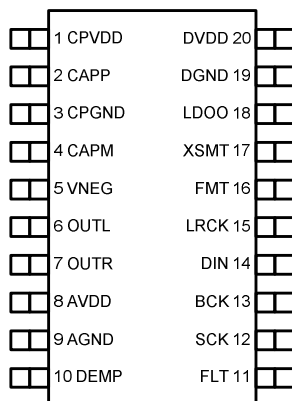 1 CPVDD DVDD 20
2 CAPP DGND 19
3 CPGND LDOO 18
4 CAPM XSMT 17
5 VNEG FMT 16
6 OUTL LRCK 15
7 OUTR DIN 14
8 AVDD BCK 13
9 AGND SCK 12
10 DEMP FLT 11